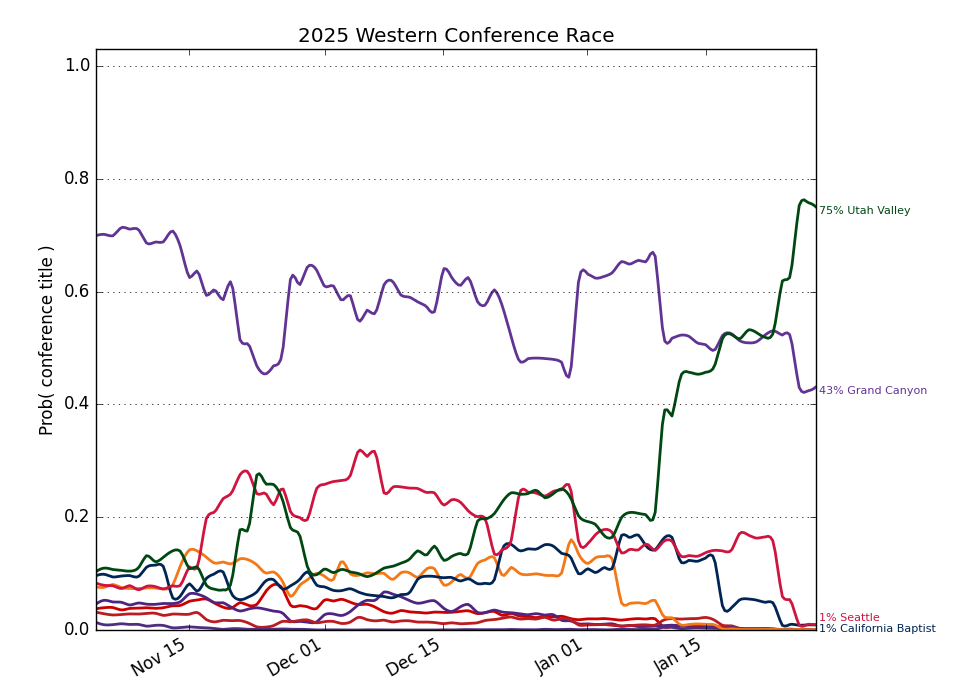 2025 Western Conference Race
Prob( conference title )
1.0
0.8
0.6
0.4
0.2
0.0
Nov 15
Dec 01
Dec 15
Jan 01
Jan 15
75% Utah Valley
43% Grand Canyon
1% Seattle
1% California Baptist